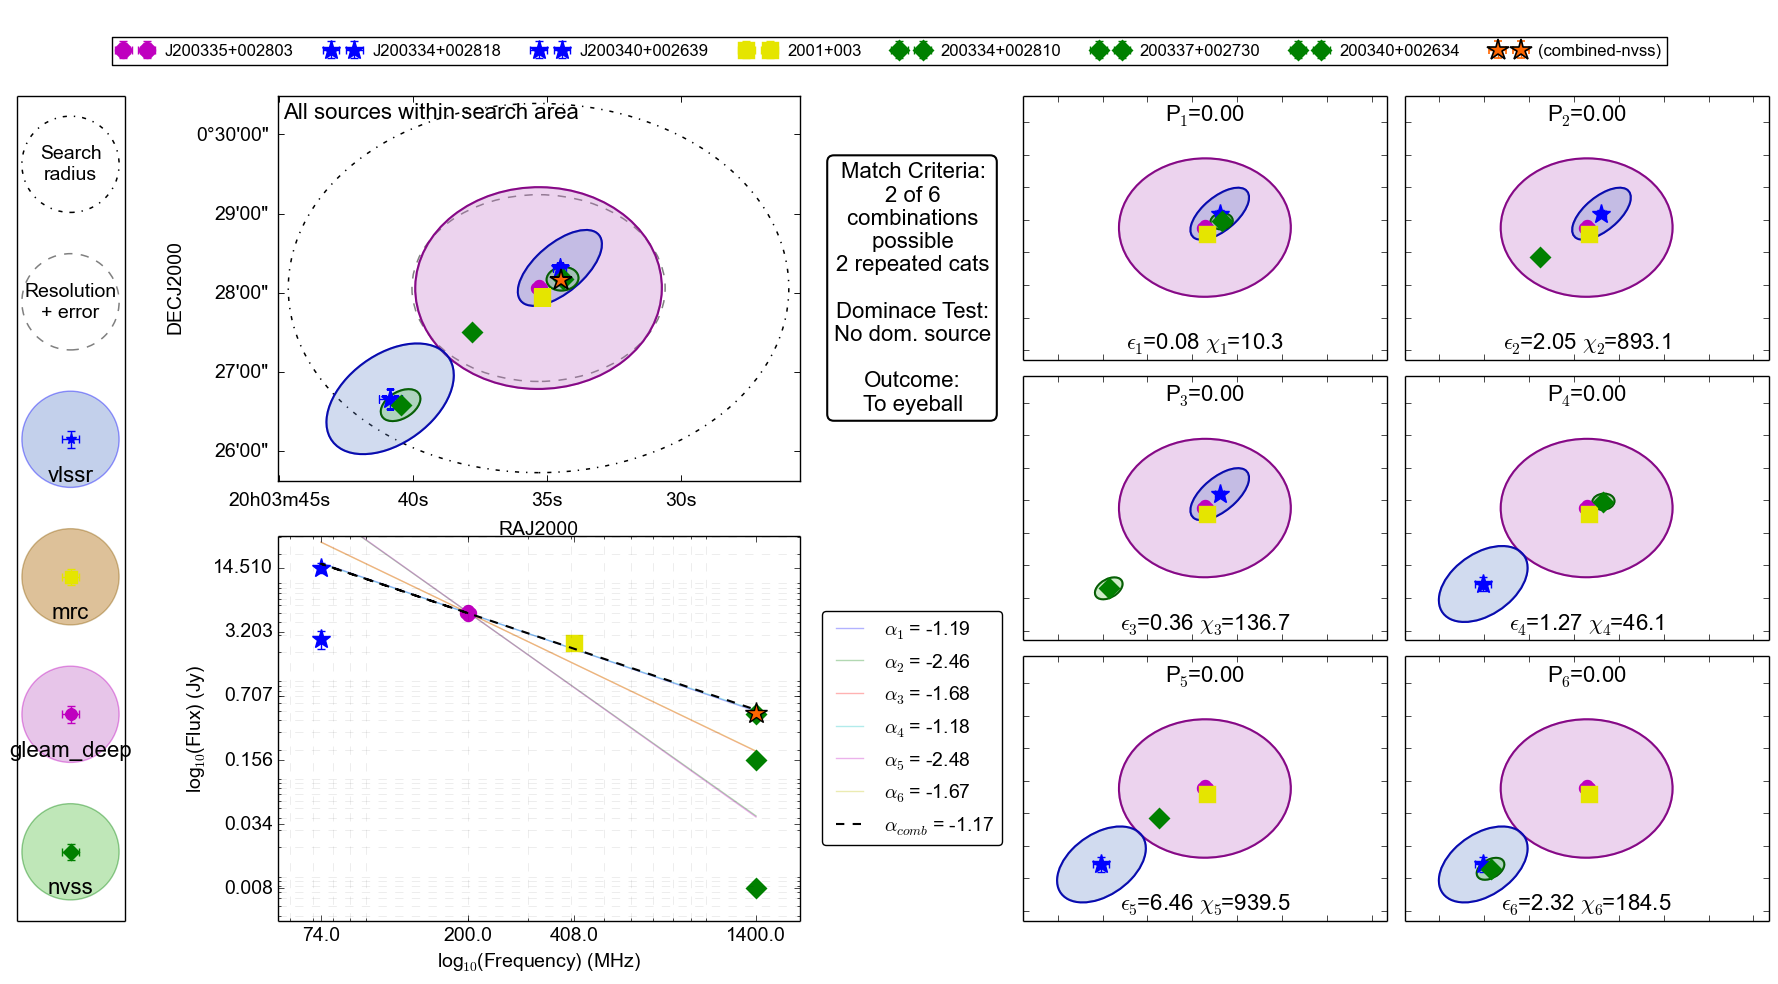 J200335+002803 J200334+002818 J200340+002639 2001+003 200334+002810 200337+002730 200340+002634 (combined-nvss)
Search
radius
Resolution
+ error
vlssr
mrc
gleam_deep
nvss
All sources within search area
DECJ2000
0°30'00"
29'00"
28'00"
27'00"
26'00"
20h03m45s 40s 35s 30s
RAJ2000
log10(Flux) (Jy)
14.510
3.203
0.707
0.156
0.034
0.008
74.0 200.0 408.0 1400.0
log10(Frequency) (MHz)
Match Criteria:
2 of 6
combinations
possible
2 repeated cats
Dominace Test:
No dom. source
Outcome:
To eyeball
α1 = -1.19
α2 = -2.46
α3 = -1.68
α4 = -1.18
α5 = -2.48
α6 = -1.67
αcomb = -1.17
P1=0.00
ϵ1=0.08 χ1=10.3
P2=0.00
ϵ2=2.05 χ2=893.1
P3=0.00
ϵ3=0.36 χ3=136.7
P4=0.00
ϵ4=1.27 χ4=46.1
P5=0.00
ϵ5=6.46 χ5=939.5
P6=0.00
ϵ6=2.32 χ6=184.5